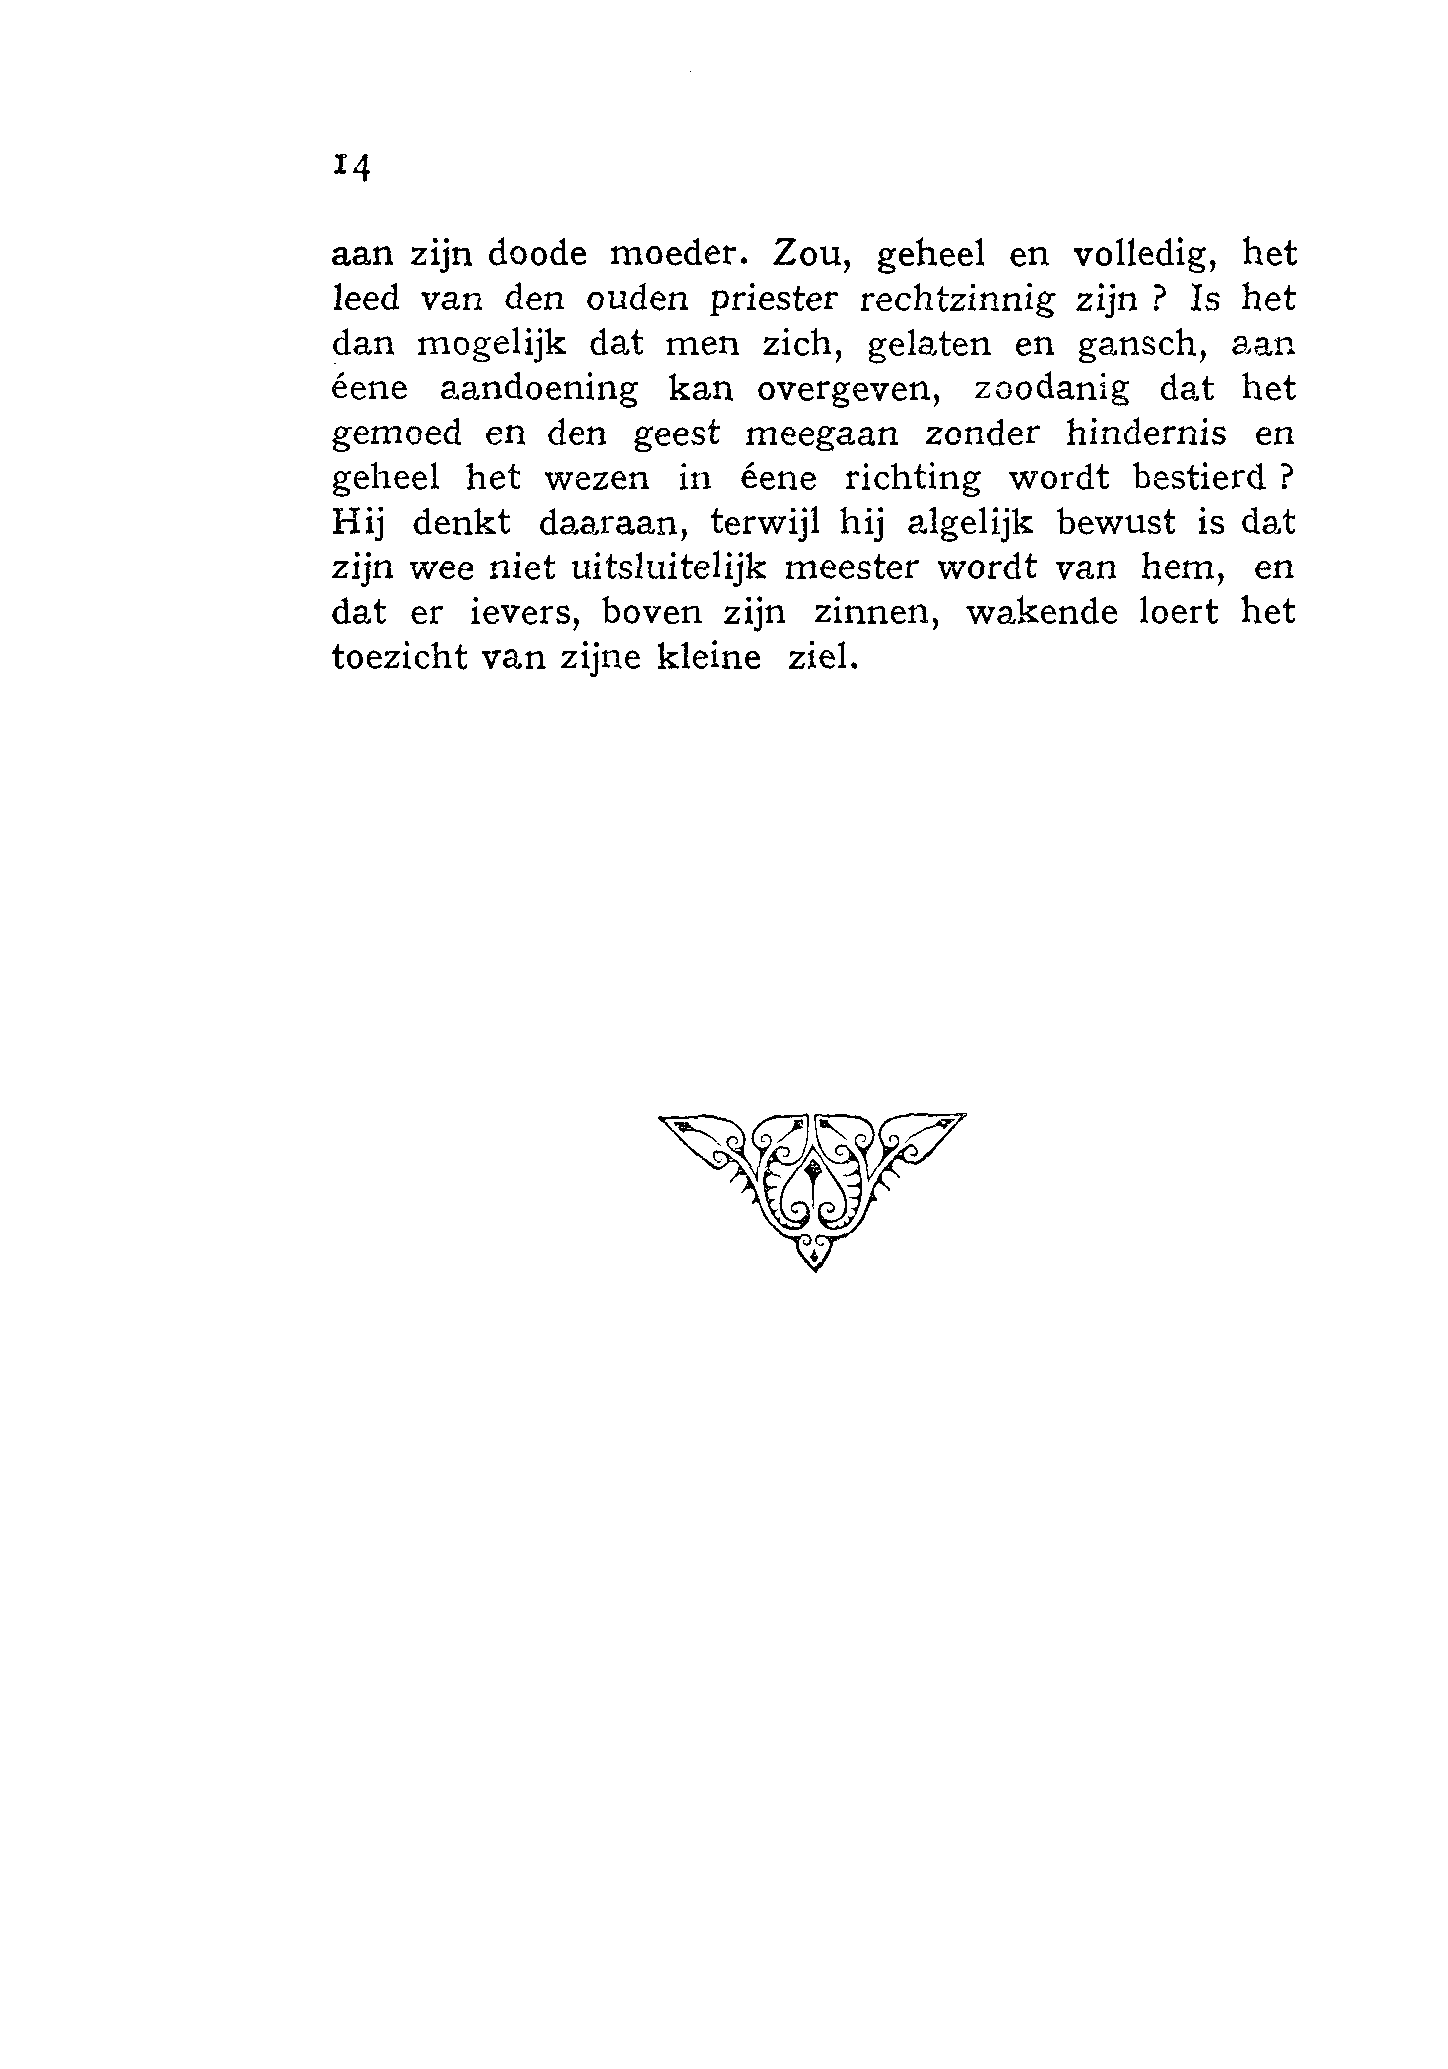 14
aan zijn doode moeder. Zou, geheel en volledig, het
leed van den ouden priester rechtzinnig zijn ? Is het
dan mogelijk dat men zich, gelaten en gansch, aan
éene aandoening kan overgeven, zoodanig dat het
gemoed en den geest meegaan zonder hindernis en
geheel het wezen in éene richting wordt bestierd ?
Hij denkt daaraan, terwijl hij algelijk bewust is dat
zijn wee niet uitsluitelijk meester wordt van hem, en
dat er ievers, boven zijn zinnen, wakende loert het
toezicht van zijne kleine ziel.